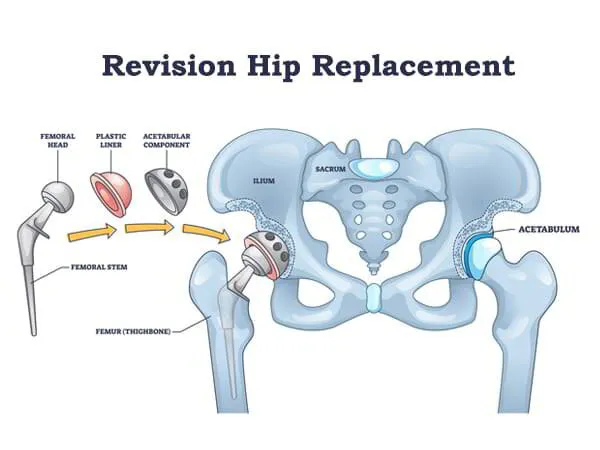 Revision Hip Replacement
FEMORAL
HEAD
PLASTIC
LINER
ACETABULAR
COMPONENT
ILIUM
SACRUM
ACETABULUM
FEMORAL STEM
FEMUR (THIGHBONE)